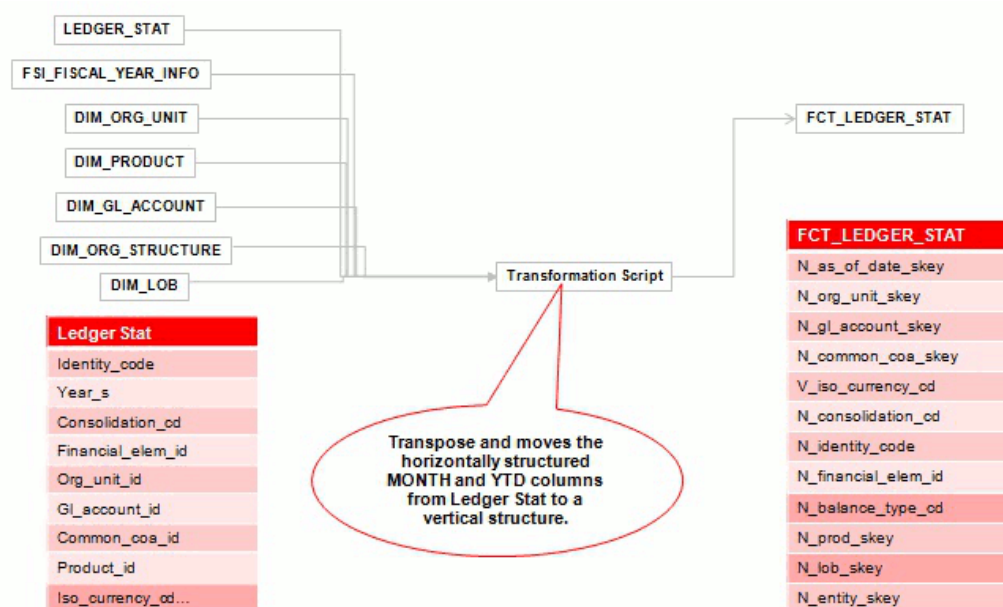 LEDGER_STAT
FSI_FISCAL_YEAR_INFO
DIM_ORG_UNIT
DIM_PRODUCT
DIM_GL_ACCOUNT
DIM_ORG_STRUCTURE
DIM_LOB
Transformation Script
FCT_LEDGER_STAT
Ledger Stat
Identity_code
Year_s
Consolidation_cd
Financial_elem_id
Org_unit_id
Gl_account_id
Common_coa_id
Product_id
Iso_currency_cd...
Transpose and moves the
horizontally structured
MONTH and YTD columns
from Ledger Stat to a
vertical structure.
FCT_LEDGER_STAT
N_as_of_date_skey
N_org_unit_skey
N_gl_account_skey
N_common_coa_skey
V_iso_currency_cd
N_consolidation_cd
N_identity_code
N_financial_elem_id
N_balance_type_cd
N_prod_skey
N_lob_skey
N_entity_skey